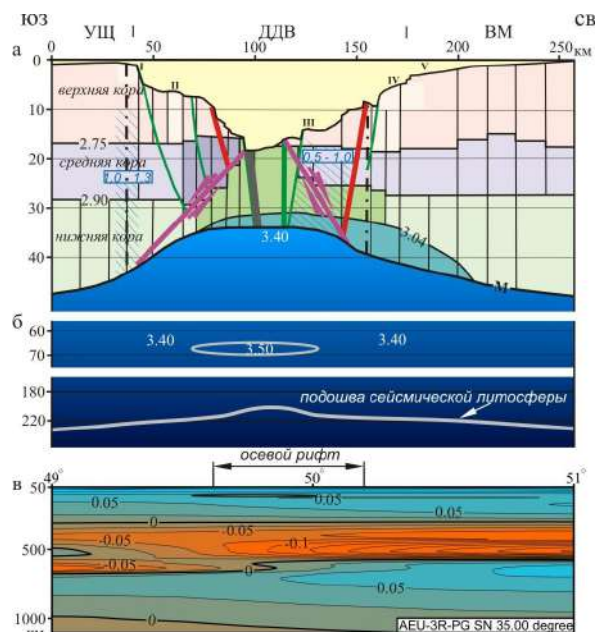 ЮЗ СВ
УЩ I ДДВ I ВМ
а 0 50 100 150 200 250 км
0
верхняя кора
I II III IV V
10
2.75
20
средняя кора
1,0 - 1,3
0,5 - 1,0
2.90
30
нижняя кора
3.40
3.04
40
М
б
60
3.40 3.40
3.50
70
180
подошва сейсмической литосферы
220
осевой рифт
в 49° 50° 51°
50
0.05 0.05 0.05
0 0
-0.05 -0.05
-0.1
500
-0.05
0
0.05 0.05
1000
0 0
AEU-3R-PG SN 35.00 degree